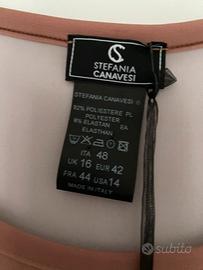 STEFANIA
CANAVESI
STEFANIA CANAVESI ®
92% POLIESTERE PL
POLYESTER
8% ELASTAN EA
ELASTHAN
ITA 48
UK 16 EUR 42
FRA 44 USA 14
MADE IN ITALY
subito